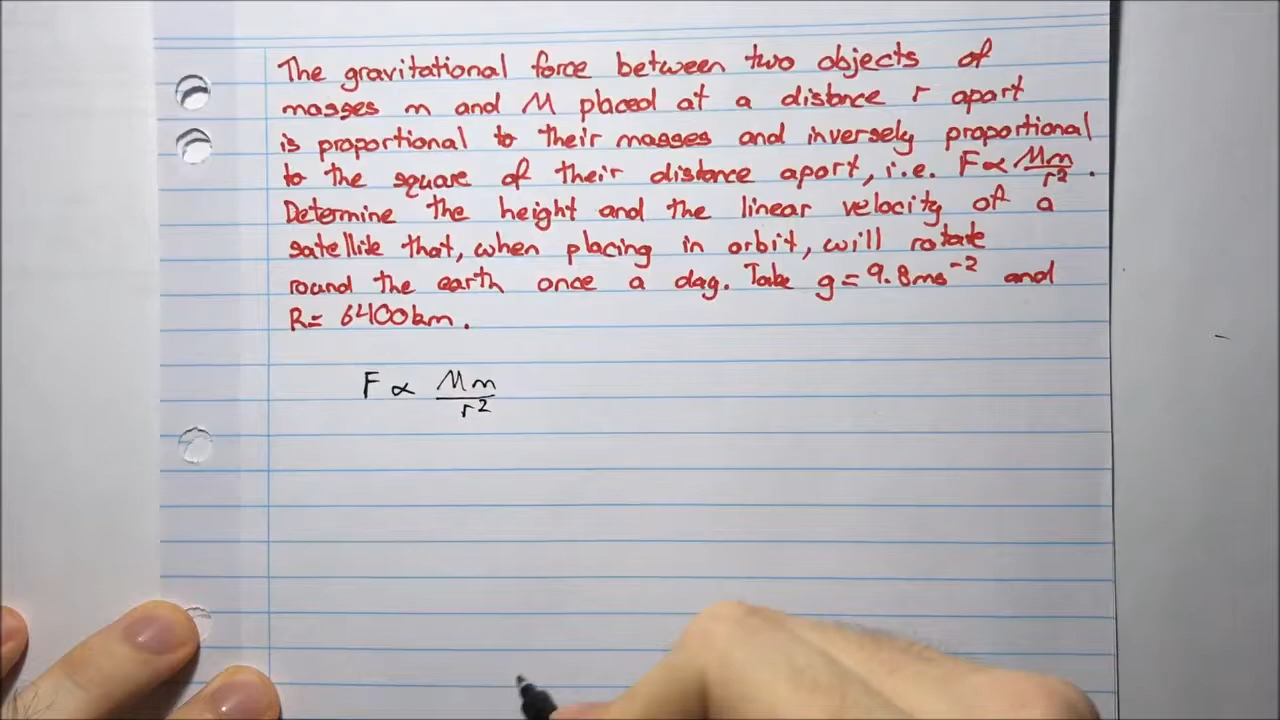 The gravitational force between two objects of
masses m and M placed at a distance r apart
is proportional to their masses and inversely proportional
to the square of their distance apart, i.e. F ∝ Mm/r².
Determine the height and the linear velocity of a
satellite that, when placing in orbit, will rotate
round the earth once a day. Take g = 9.8ms⁻² and
R = 6400km.
F ∝ Mm/r²